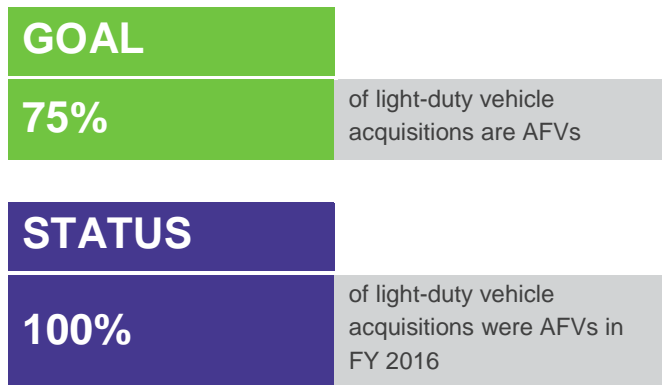 GOAL
75%
of light-duty vehicle
acquisitions are AFVs
STATUS
100%
of light-duty vehicle
acquisitions were AFVs in
FY 2016